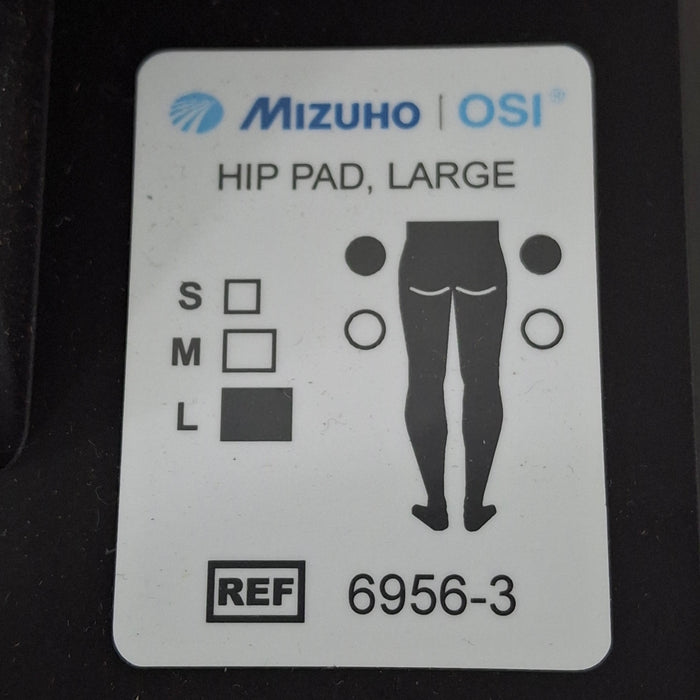 MIZUHO | OSI®
HIP PAD, LARGE
S
M
L
REF 6956-3